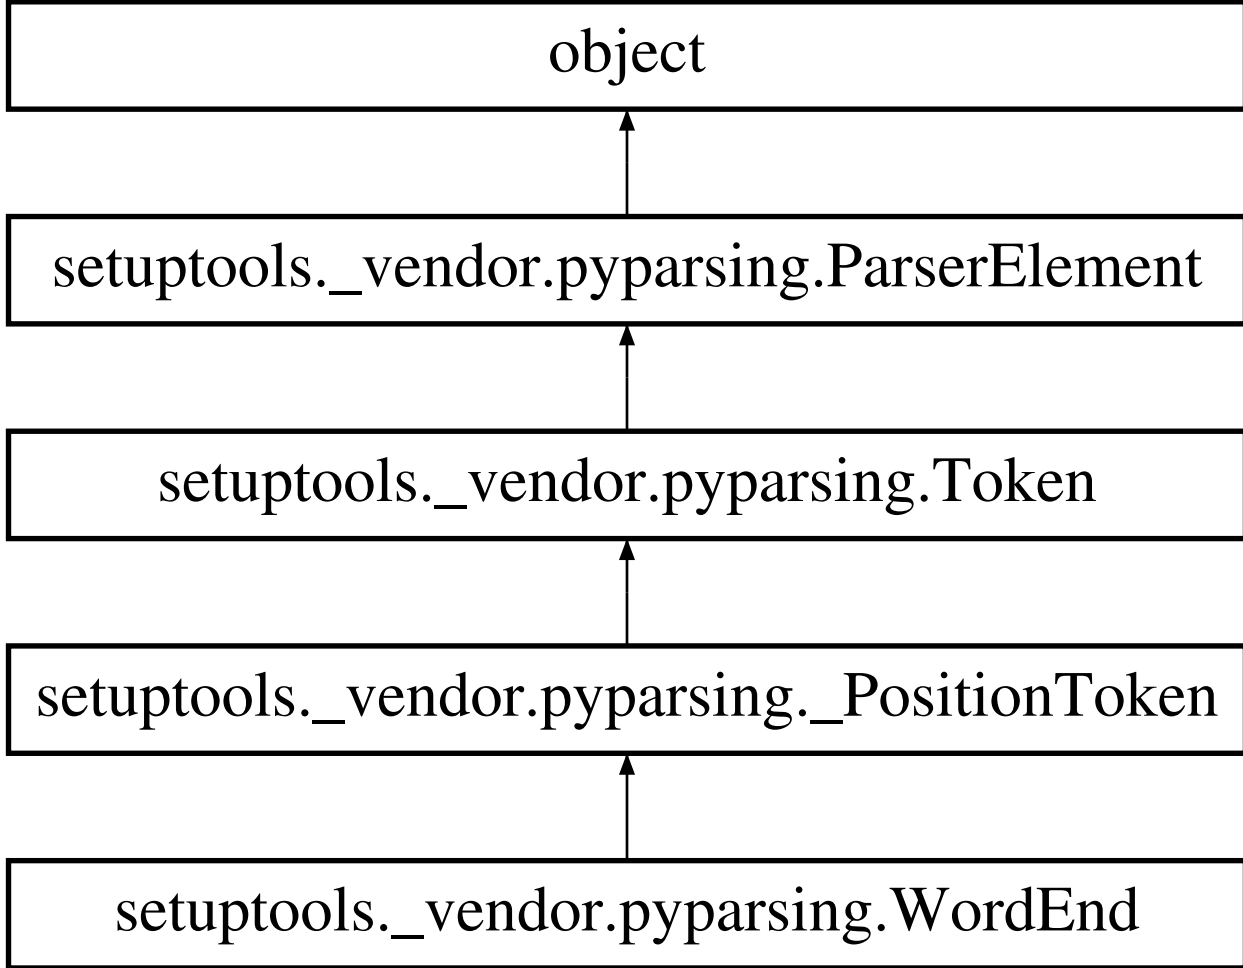 object
setuptools._vendor.pyparsing.ParserElement
setuptools._vendor.pyparsing.Token
setuptools._vendor.pyparsing._PositionToken
setuptools._vendor.pyparsing.WordEnd